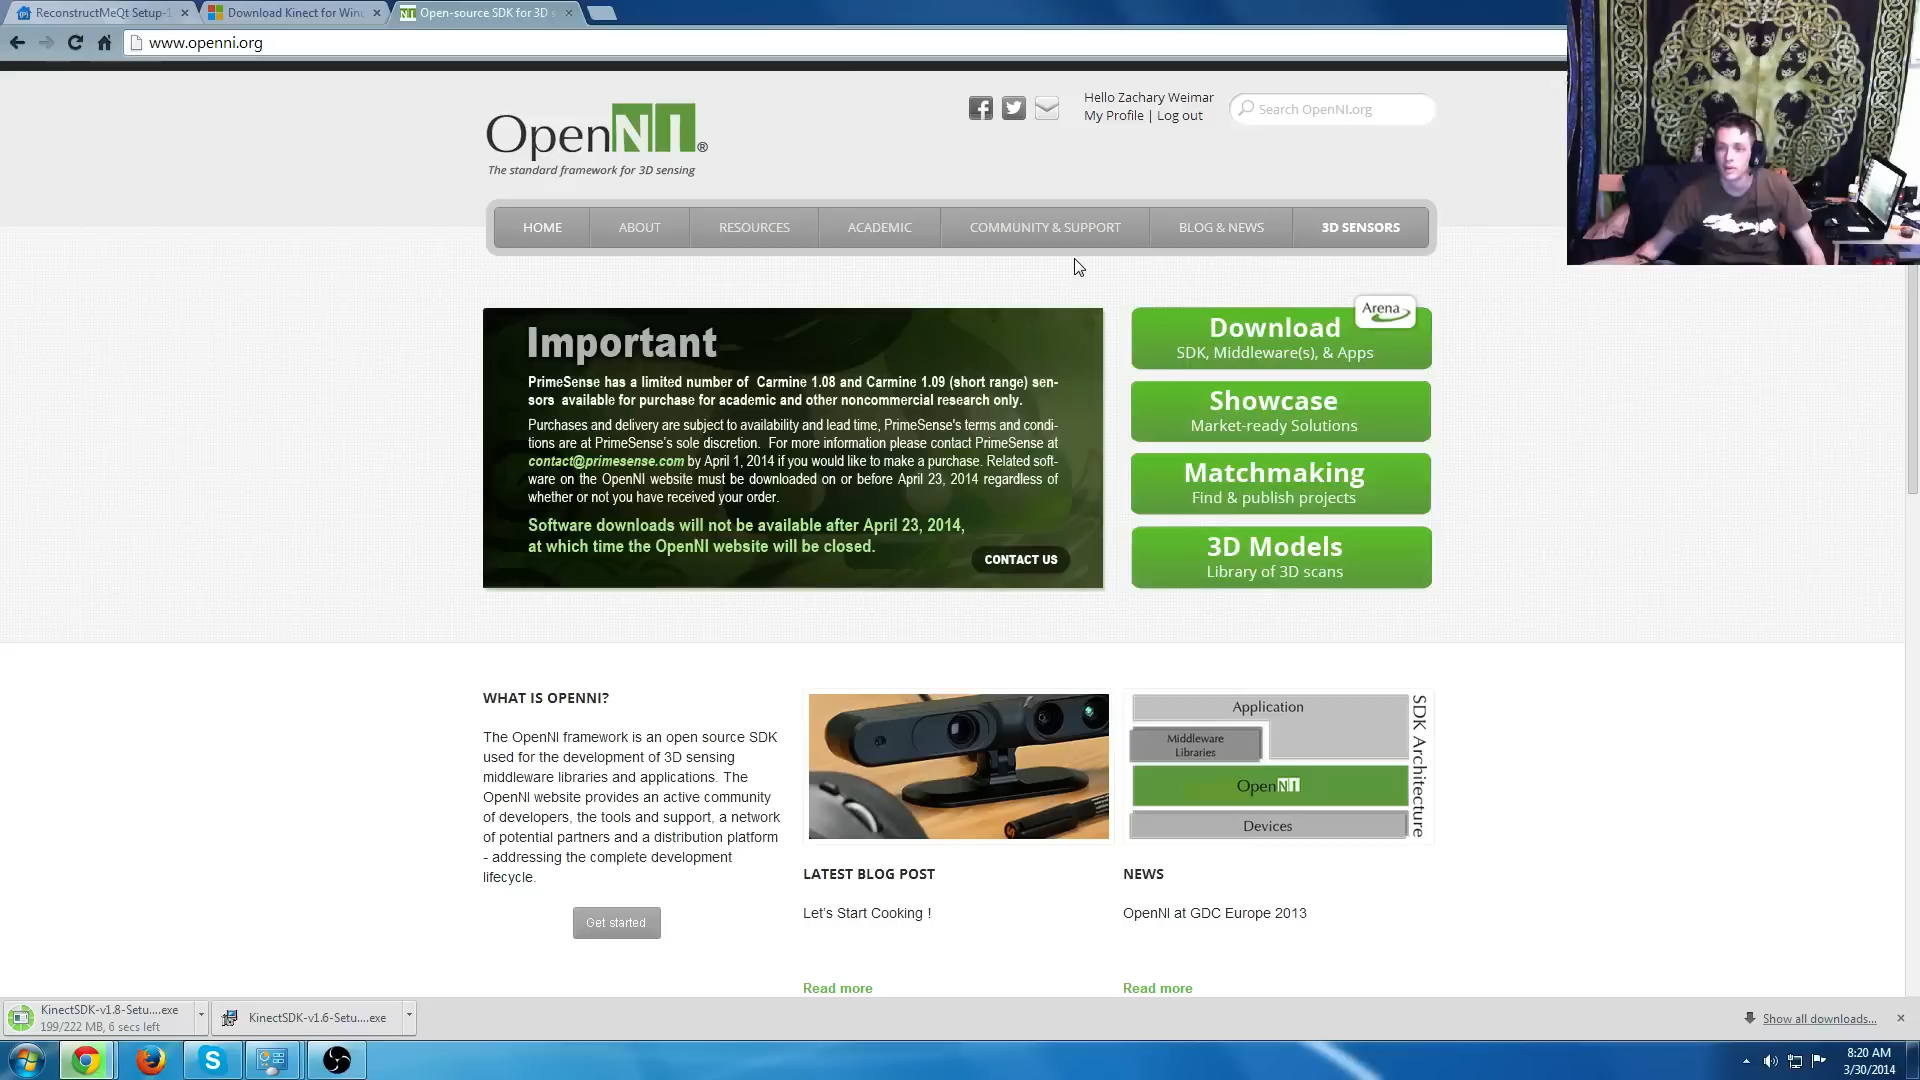 ReconstructMeQt Setup-1
Download Kinect for Wind
Open-source SDK for 3D s
www.openni.org
Hello Zachary Weimar
My Profile | Log out
Search OpenNI.org
OpenNI®
The standard framework for 3D sensing
HOME
ABOUT
RESOURCES
ACADEMIC
COMMUNITY & SUPPORT
BLOG & NEWS
3D SENSORS
Important
PrimeSense has a limited number of Carmine 1.08 and Carmine 1.09 (short range) sen-
sors available for purchase for academic and other noncommercial research only.
Purchases and delivery are subject to availability and lead time, PrimeSense's terms and condi-
tions are at PrimeSense's sole discretion. For more information please contact PrimeSense at
contact@primesense.com by April 1, 2014 if you would like to make a purchase. Related soft-
ware on the OpenNI website must be downloaded on or before April 23, 2014 regardless of
whether or not you have received your order.
Software downloads will not be available after April 23, 2014,
at which time the OpenNI website will be closed.
CONTACT US
Arena
Download
SDK, Middleware(s), & Apps
Showcase
Market-ready Solutions
Matchmaking
Find & publish projects
3D Models
Library of 3D scans
WHAT IS OPENNI?
The OpenNI framework is an open source SDK
used for the development of 3D sensing
middleware libraries and applications. The
OpenNI website provides an active community
of developers, the tools and support, a network
of potential partners and a distribution platform
- addressing the complete development
lifecycle.
Get started
LATEST BLOG POST
Let's Start Cooking !
Read more
Application
Middleware
Libraries
OpenNI
Devices
SDK Architecture
NEWS
OpenNI at GDC Europe 2013
Read more
KinectSDK-v1.8-Setu....exe
199/222 MB, 6 secs left
KinectSDK-v1.6-Setu....exe
Show all downloads...
8:20 AM
3/30/2014